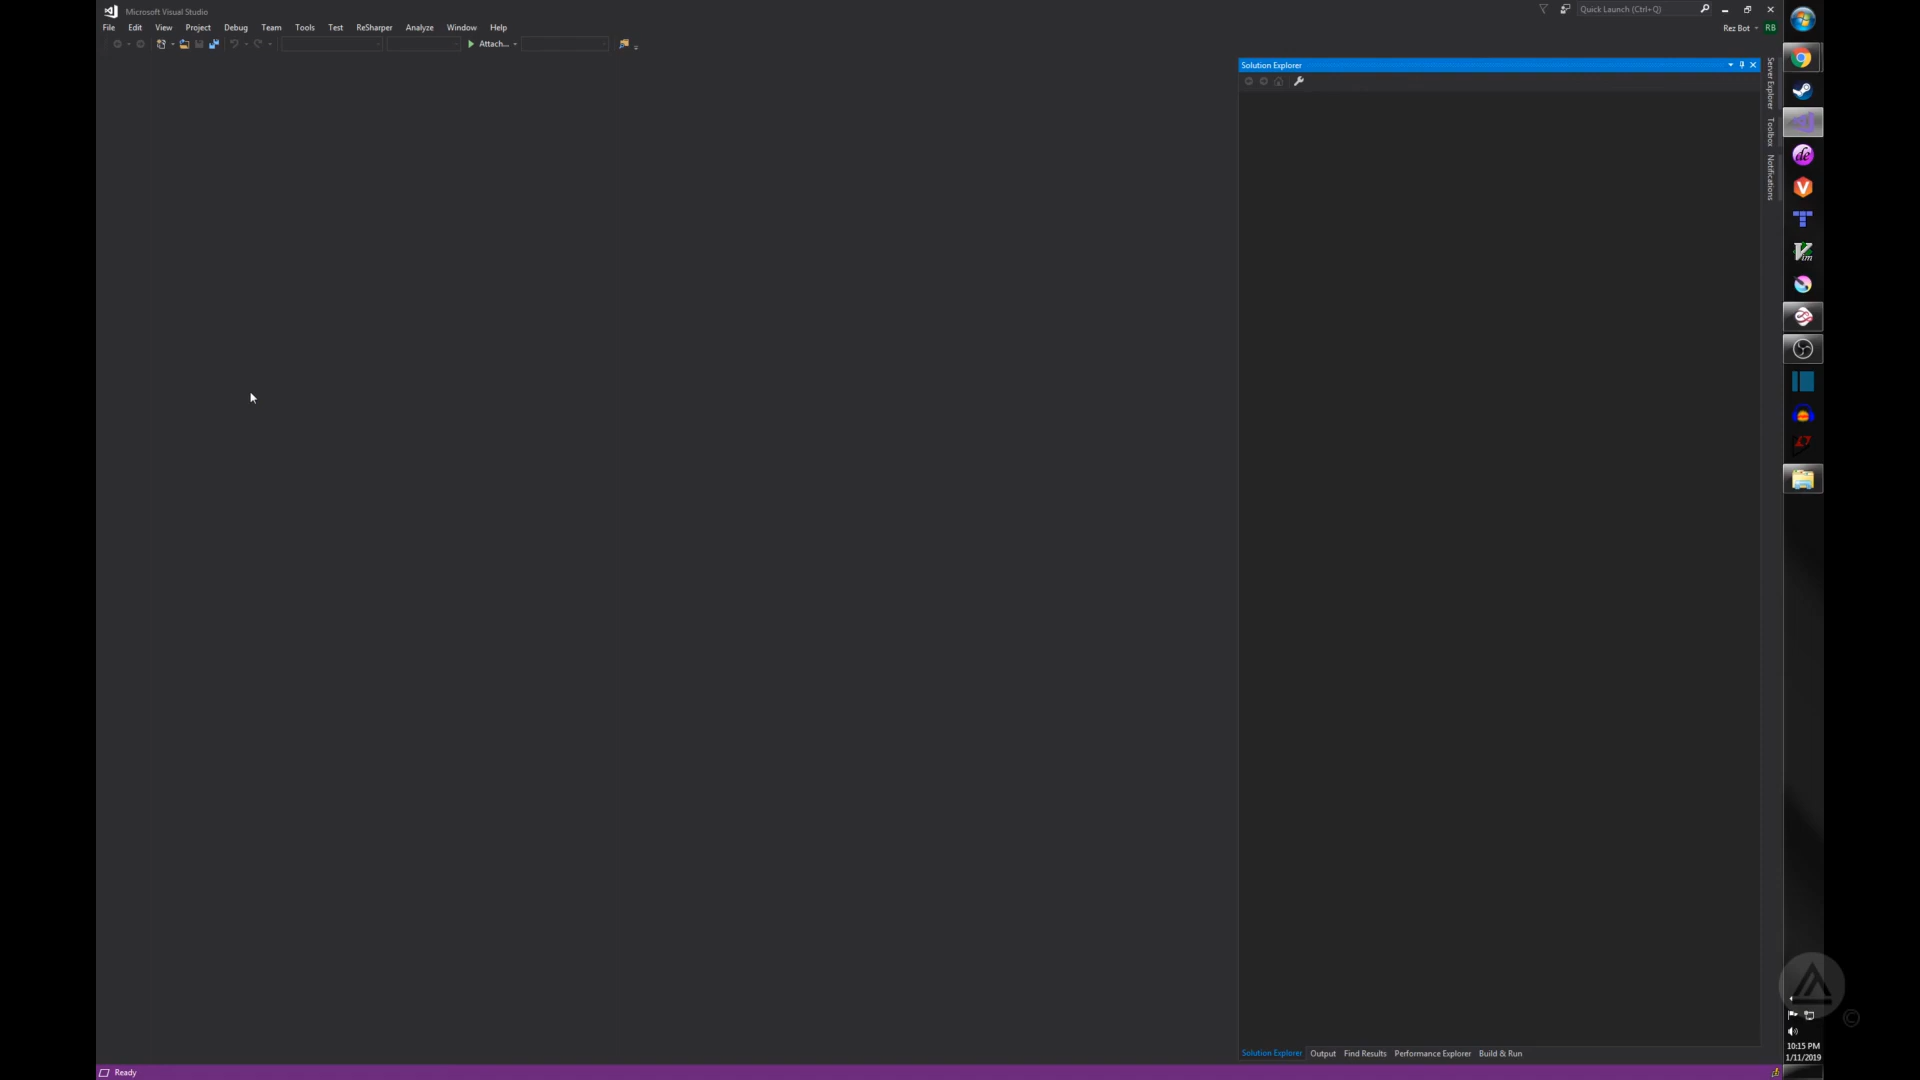 Microsoft Visual Studio
Quick Launch (Ctrl+Q)
File Edit View Project Debug Team Tools Test ReSharper Analyze Window Help
Rez Bot RB
Attach...
Solution Explorer
Server Explorer
Toolbox
Notifications
de
V
T
Vim
Solution Explorer Output Find Results Performance Explorer Build & Run
Ready
10:15 PM
1/11/2019
©